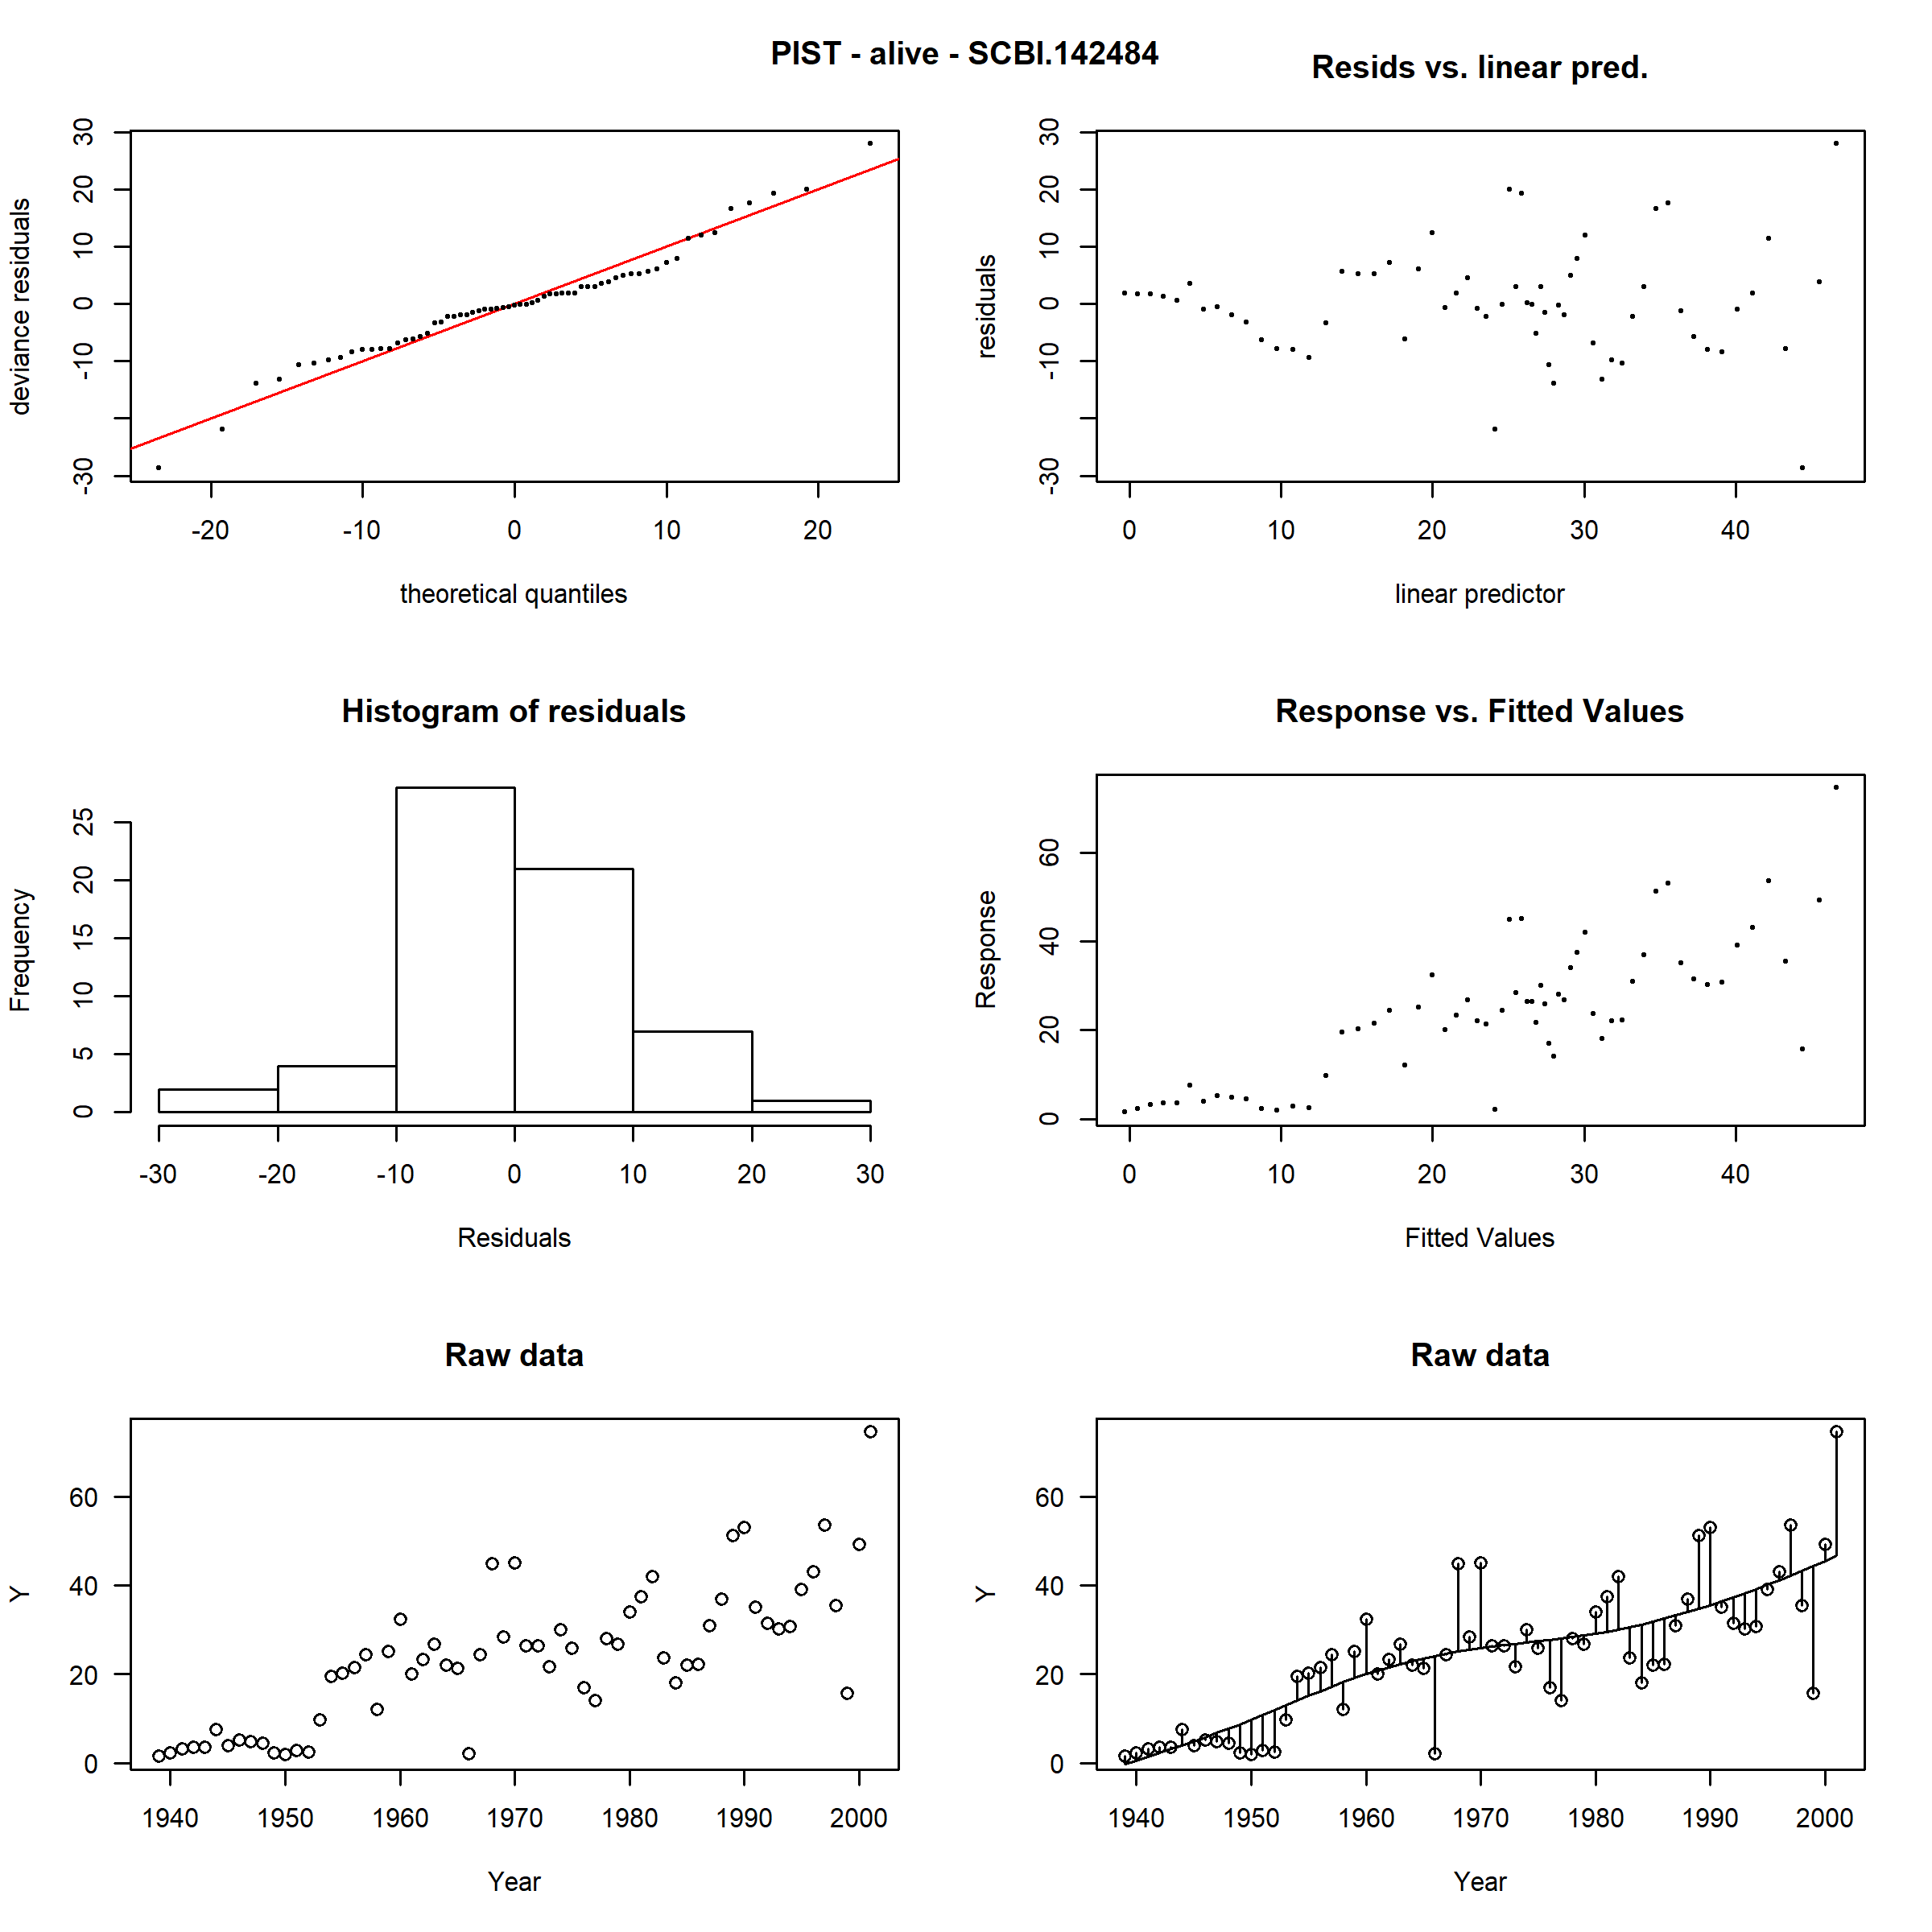 PIST - alive - SCBI.142484
Resids vs. linear pred.
deviance residuals
30
20
10
0
-10
-30
-20 -10 0 10 20
theoretical quantiles
residuals
30
20
10
0
-10
-30
0 10 20 30 40
linear predictor
Histogram of residuals
Frequency
25
20
15
10
5
0
-30 -20 -10 0 10 20 30
Residuals
Response vs. Fitted Values
Response
60
40
20
0
0 10 20 30 40
Fitted Values
Raw data
Y
60
40
20
0
1940 1950 1960 1970 1980 1990 2000
Year
Raw data
Y
60
40
20
0
1940 1950 1960 1970 1980 1990 2000
Year